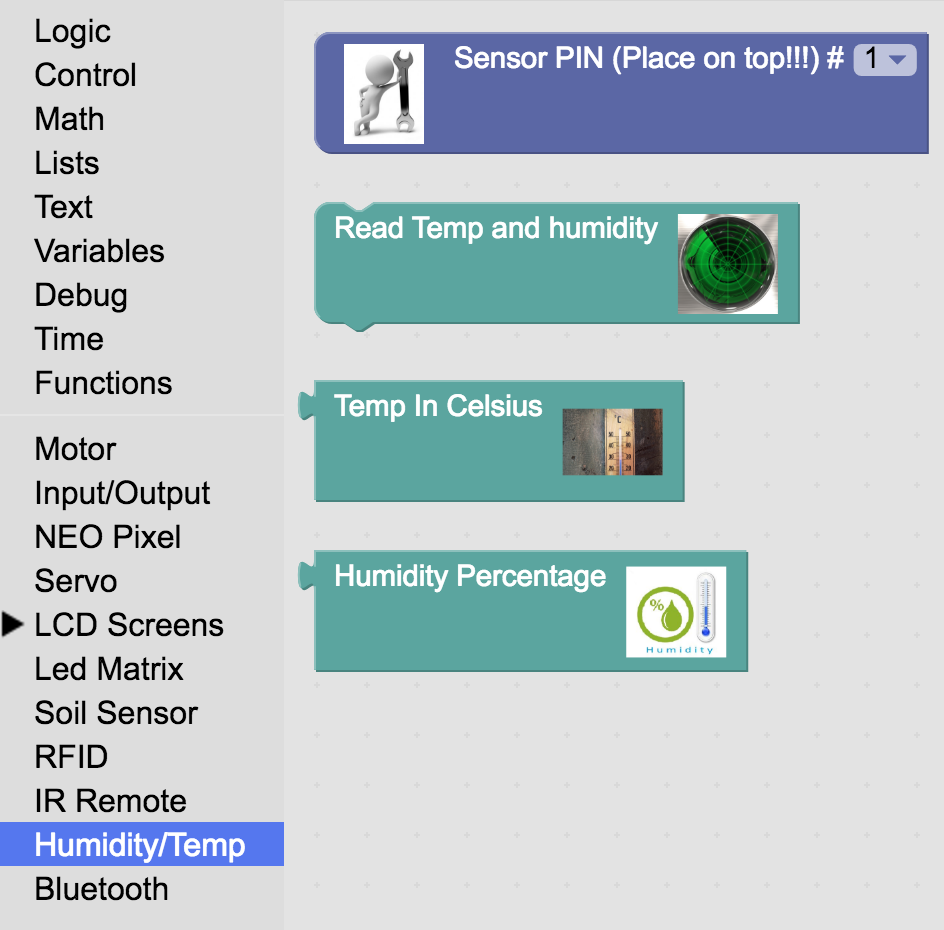 Logic
Control
Math
Lists
Text
Variables
Debug
Time
Functions
Motor
Input/Output
NEO Pixel
Servo
LCD Screens
Led Matrix
Soil Sensor
RFID
IR Remote
Humidity/Temp
Bluetooth
Sensor PIN (Place on top!!!) # 1
Read Temp and humidity
Temp In Celsius
°C
Humidity Percentage
%
Humidity